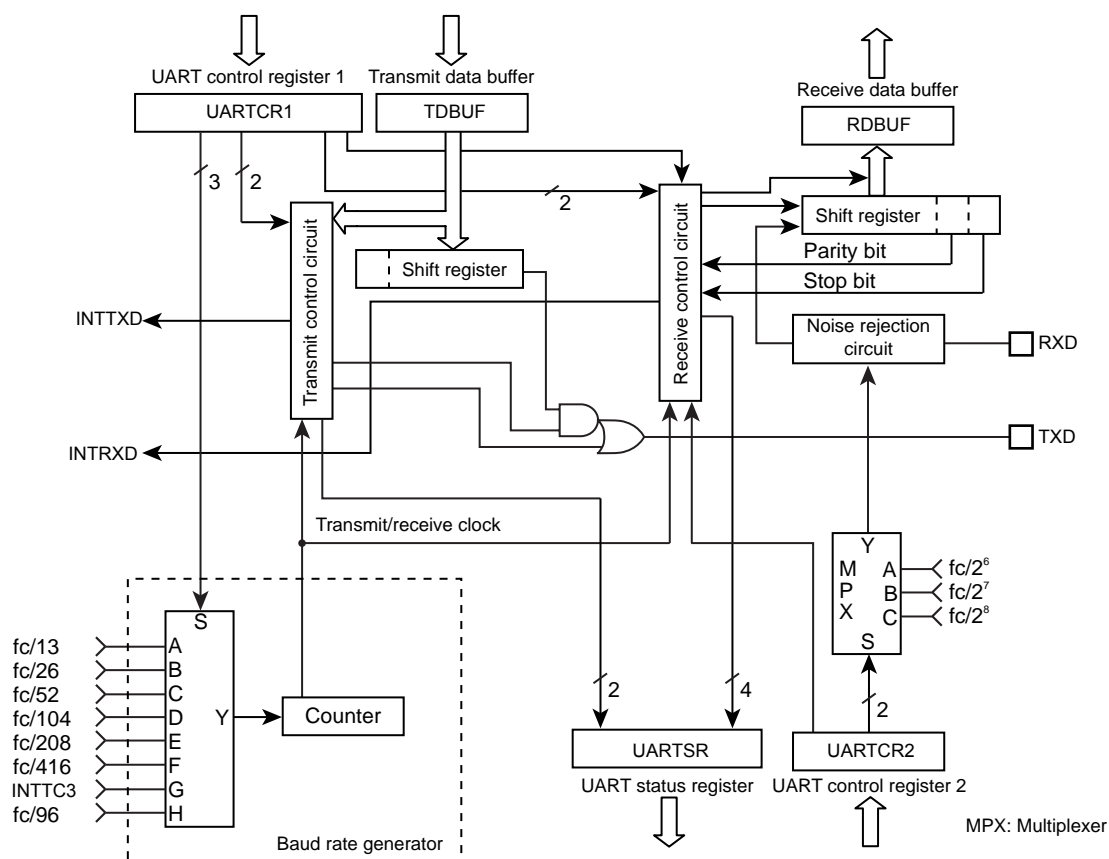 UART control register 1
Transmit data buffer
Receive data buffer
UARTCR1
TDBUF
RDBUF
3
2
2
Transmit control circuit
Receive control circuit
Shift register
Shift register
Parity bit
Stop bit
INTTXD
Noise rejection
circuit
RXD
TXD
INTRXD
Transmit/receive clock
Y
M
P
X
A
B
C
S
fc/2⁶
fc/2⁷
fc/2⁸
S
fc/13
A
fc/26
B
fc/52
C
fc/104
D
fc/208
E
fc/416
F
INTTC3
G
fc/96
H
Y
Counter
2
4
2
UARTSR
UARTCR2
UART status register
UART control register 2
MPX: Multiplexer
Baud rate generator